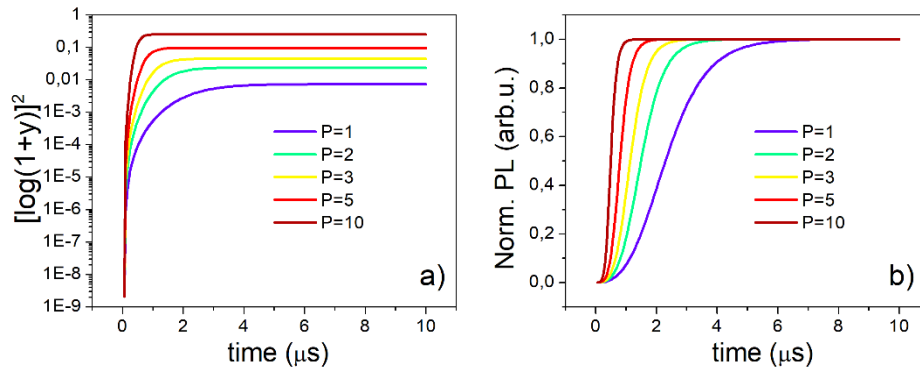 1
0,1
0,01
1E-3
1E-4
1E-5
1E-6
1E-7
1E-8
1E-9
[log(1+y)]²
P=1
P=2
P=3
P=5
P=10
a)
0 2 4 6 8 10
time (μs)
1,0
0,8
0,6
0,4
0,2
0,0
Norm. PL (arb.u.)
P=1
P=2
P=3
P=5
P=10
b)
0 2 4 6 8 10
time (μs)